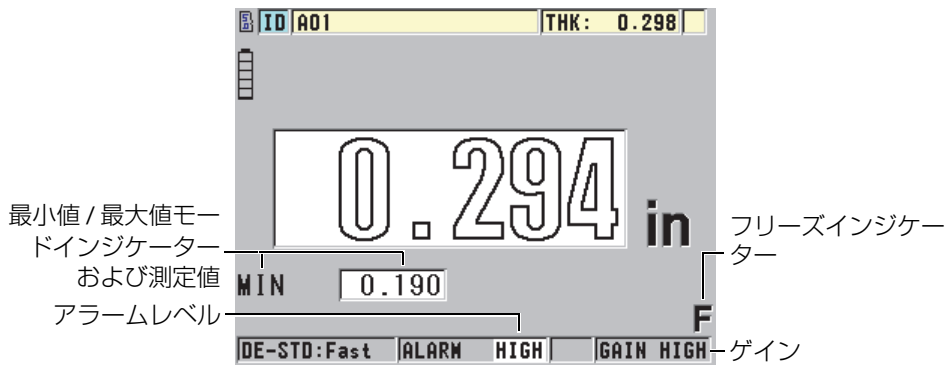 ID A01 THK: 0.298
0.294 in
最小値 / 最大値モー
ドインジケーター
および測定値
MIN 0.190
アラームレベル
フリーズインジケー
ター
F
DE-STD:Fast ALARM HIGH GAIN HIGH
ゲイン